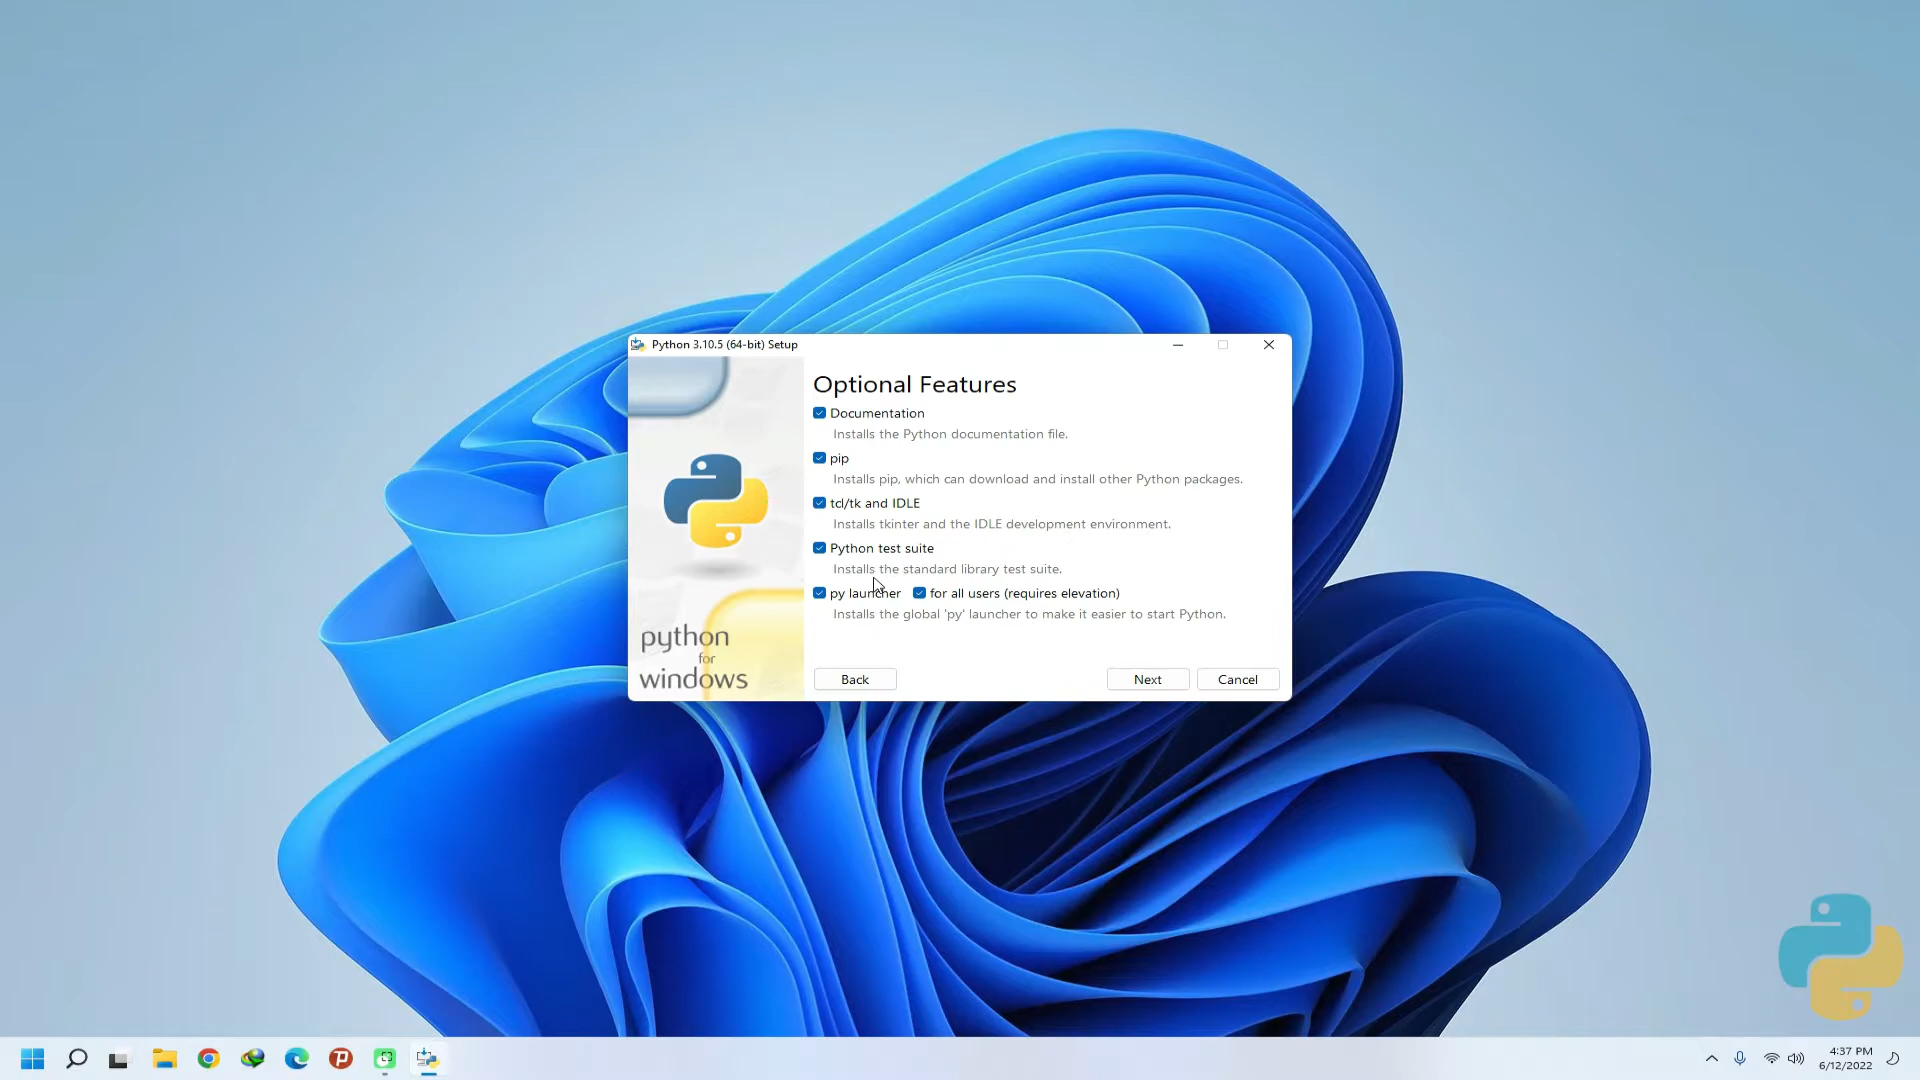 Python 3.10.5 (64-bit) Setup
Optional Features
Documentation
Installs the Python documentation file.
pip
Installs pip, which can download and install other Python packages.
tcl/tk and IDLE
Installs tkinter and the IDLE development environment.
Python test suite
Installs the standard library test suite.
py launcher for all users (requires elevation)
Installs the global 'py' launcher to make it easier to start Python.
python
for
windows
Back Next Cancel
4:37 PM
6/12/2022